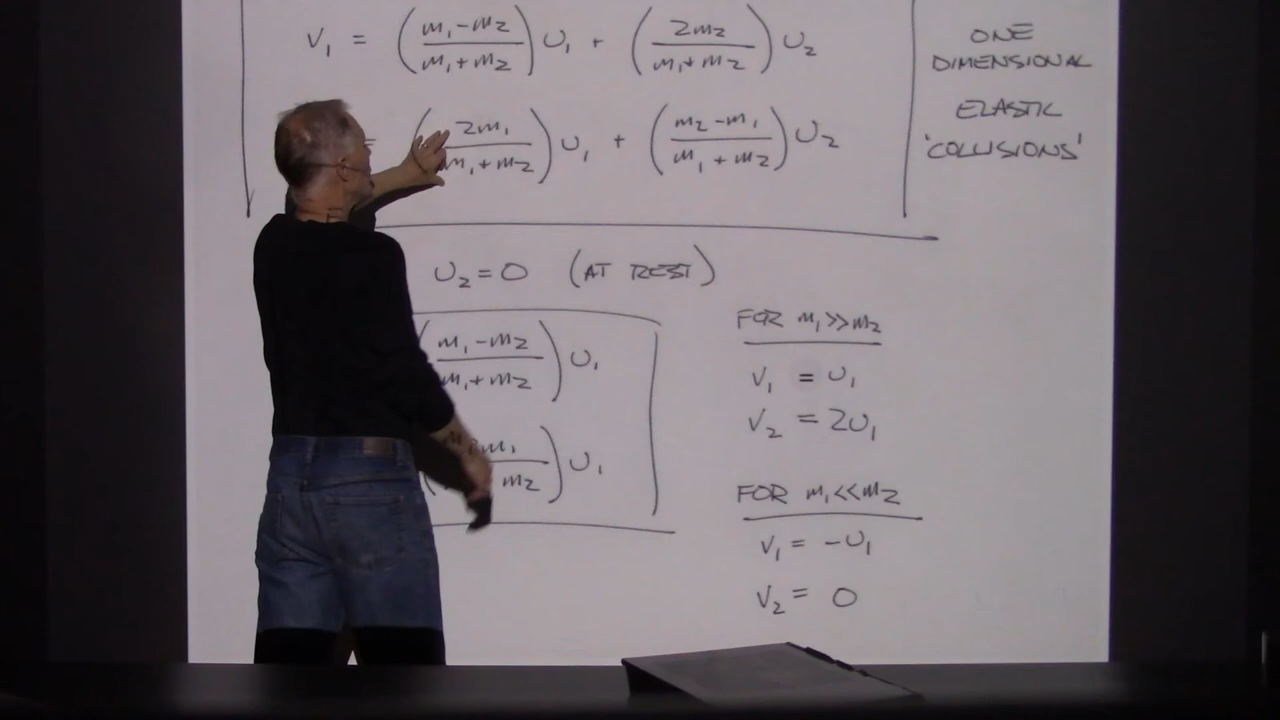 V₁ = (m₁-m₂ / m₁+m₂) U₁ + (2m₂ / m₁+m₂) U₂
= (2m₁ / m₁+m₂) U₁ + (m₂-m₁ / m₁+m₂) U₂
ONE
DIMENSIONAL
ELASTIC
'COLLISIONS'
U₂=0 (AT REST)
(m₁-m₂ / m₁+m₂) U₁
m₁ / m₂) U₁
FOR m₁>>m₂
V₁ = U₁
V₂ = 2U₁
FOR m₁<<m₂
V₁ = -U₁
V₂ = 0